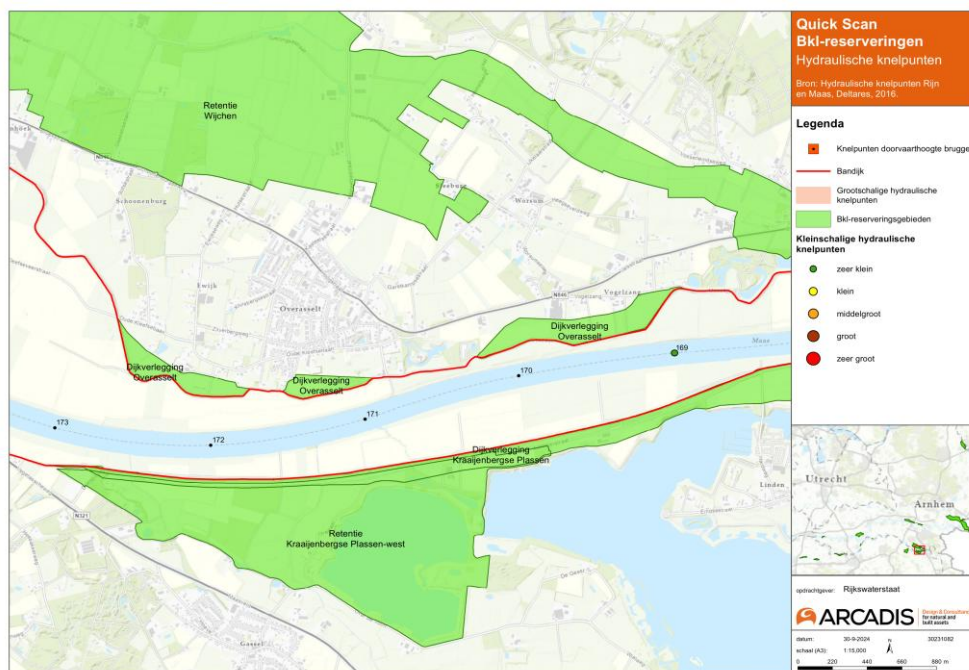 Retentie
Wijchen
Schoonenburg
Worsum
Ewijk
Overasselt
Vogelzang
N846
Dijkverlegging
Overasselt
Dijkverlegging
Overasselt
Dijkverlegging
Overasselt
Maas
169
170
171
172
173
Dijkverlegging
Kraaijenbergse Plassen
Linden
N321
Retentie
Kraaijenbergse Plassen-west
Gassel
Quick Scan
Bkl-reserveringen
Hydraulische knelpunten
Bron: Hydraulische knelpunten Rijn
en Maas, Deltares, 2016.
Legenda
Knelpunten doorvaarthoogte brugge
Bandijk
Grootschalige hydraulische
knelpunten
Bkl-reserveringsgebieden
Kleinschalige hydraulische
knelpunten
zeer klein
klein
middelgroot
groot
zeer groot
Utrecht
Arnhem
opdrachtgever: Rijkswaterstaat
ARCADIS
Design & Consultancy
for natural and
built assets
datum: 30-9-2024 N 30231082
schaal (A3): 1:15,000
0 220 440 660 880 m